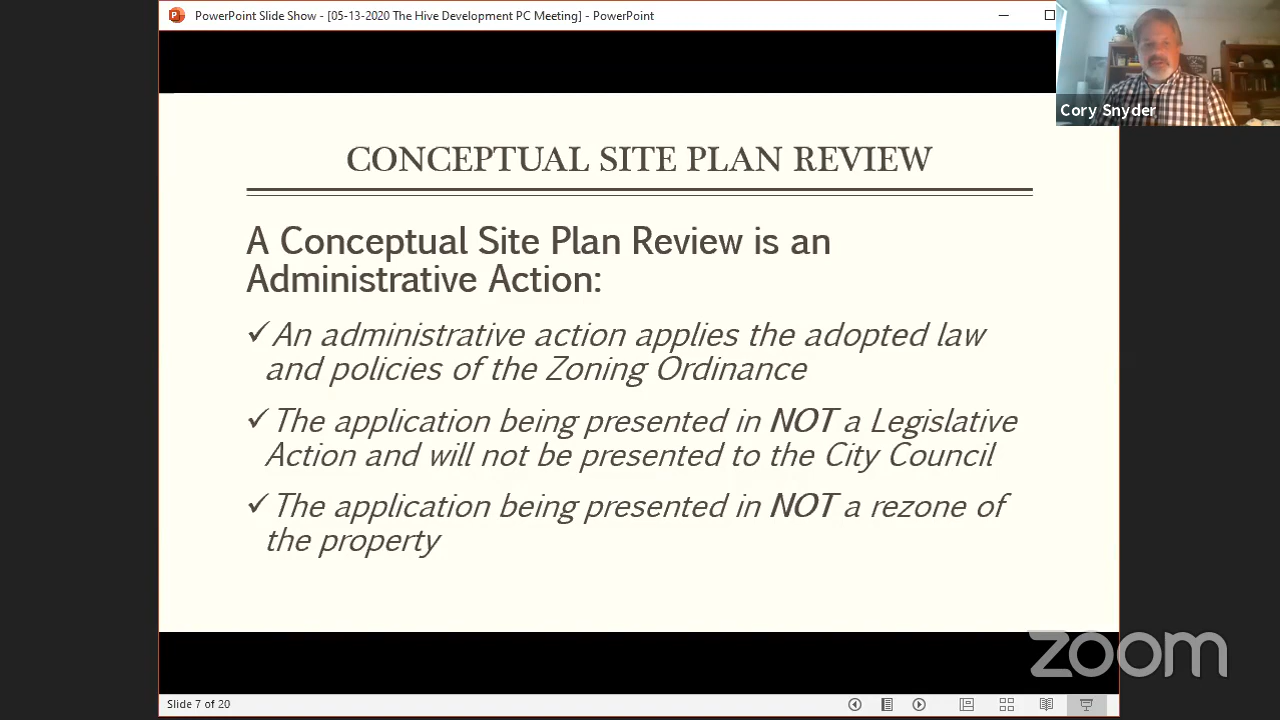 PowerPoint Slide Show - [05-13-2020 The Hive Development PC Meeting] - PowerPoint
Cory Snyder
CONCEPTUAL SITE PLAN REVIEW
A Conceptual Site Plan Review is an
Administrative Action:
✓An administrative action applies the adopted law
and policies of the Zoning Ordinance
✓The application being presented in NOT a Legislative
Action and will not be presented to the City Council
✓The application being presented in NOT a rezone of
the property
zoom
Slide 7 of 20